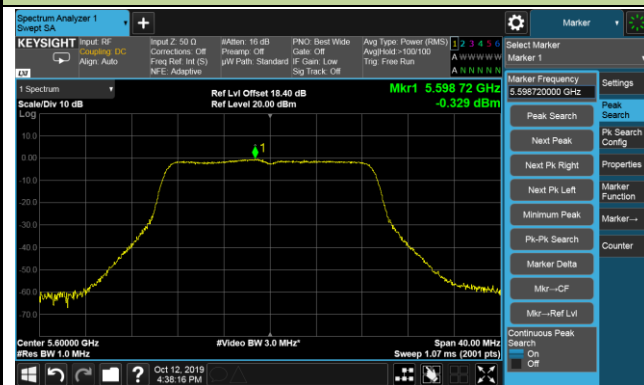 Spectrum Analyzer 1
Swept SA
Marker
KEYSIGHT
Input: RF
Coupling: DC
Align: Auto
Input Z: 50 Ω
Corrections: Off
Freq Ref: Int (S)
NFE: Adaptive
#Atten: 16 dB
Preamp: Off
µW Path: Standard
PNO: Best Wide
Gate: Off
IF Gain: Low
Sig Track: Off
Avg Type: Power (RMS)
Avg|Hold:>100/100
Trig: Free Run
1 2 3 4 5 6
A W W W W W
A N N N N N
LXI
Select Marker
Marker 1
1 Spectrum
Scale/Div 10 dB
Log
Ref Lvl Offset 18.40 dB
Ref Level 20.00 dBm
Mkr1 5.598 72 GHz
-0.329 dBm
1
10.0
0.00
-10.0
-20.0
-30.0
-40.0
-50.0
-60.0
-70.0
Center 5.60000 GHz
#Res BW 1.0 MHz
#Video BW 3.0 MHz*
Span 40.00 MHz
Sweep 1.07 ms (2001 pts)
Marker Frequency
5.598720000 GHz
Peak Search
Next Peak
Next Pk Right
Next Pk Left
Minimum Peak
Pk-Pk Search
Marker Delta
Mkr→CF
Mkr→Ref Lvl
Continuous Peak
Search
On
Off
Settings
Peak
Search
Pk Search
Config
Properties
Marker
Function
Marker→
Counter
Oct 12, 2019
4:38:16 PM